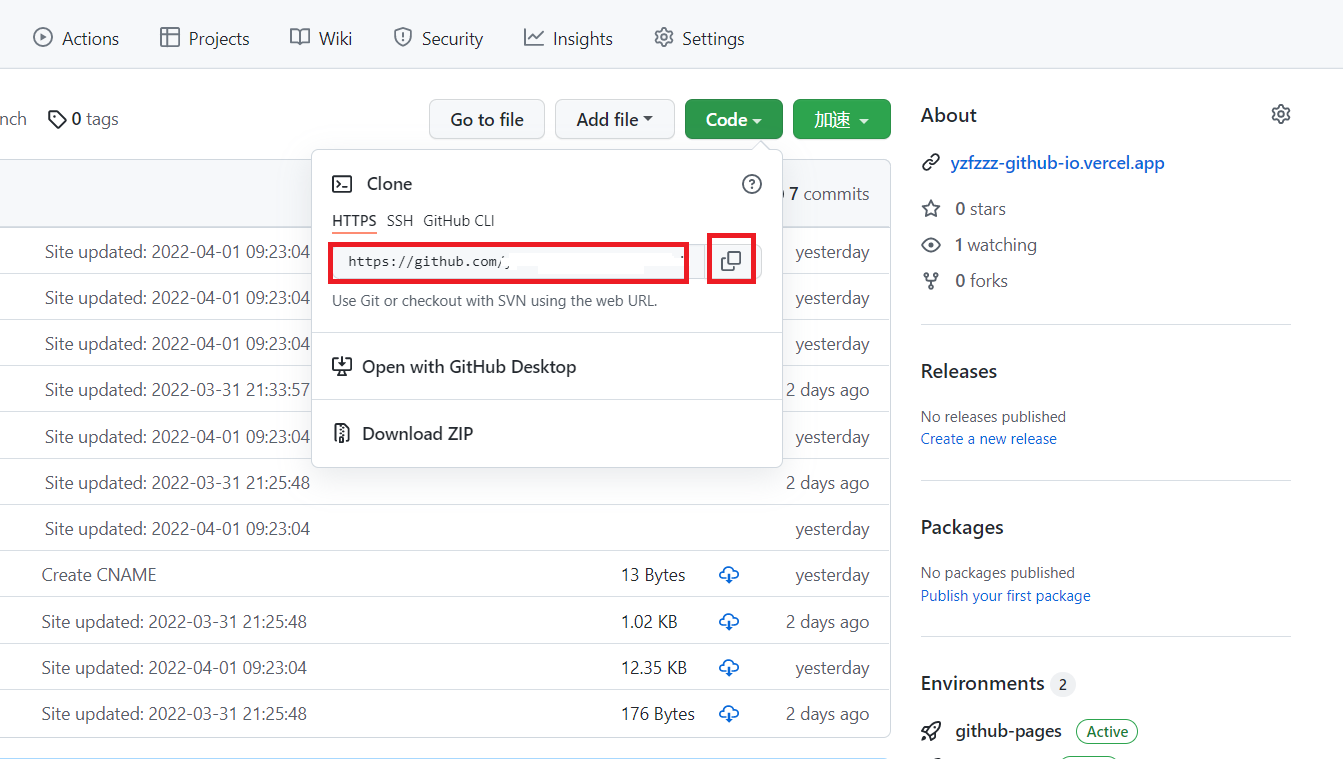 Actions Projects Wiki Security Insights Settings
nch 0 tags
Go to file Add file Code 加速
Clone
HTTPS SSH GitHub CLI
https://github.com/
Use Git or checkout with SVN using the web URL.
Open with GitHub Desktop
Download ZIP
7 commits
Site updated: 2022-04-01 09:23:04 yesterday
Site updated: 2022-04-01 09:23:04 yesterday
Site updated: 2022-04-01 09:23:04 yesterday
Site updated: 2022-03-31 21:33:57 2 days ago
Site updated: 2022-04-01 09:23:04 yesterday
Site updated: 2022-03-31 21:25:48 2 days ago
Site updated: 2022-04-01 09:23:04 yesterday
Create CNAME 13 Bytes yesterday
Site updated: 2022-03-31 21:25:48 1.02 KB 2 days ago
Site updated: 2022-04-01 09:23:04 12.35 KB yesterday
Site updated: 2022-03-31 21:25:48 176 Bytes 2 days ago
About
yzfzzz-github-io.vercel.app
0 stars
1 watching
0 forks
Releases
No releases published
Create a new release
Packages
No packages published
Publish your first package
Environments 2
github-pages Active